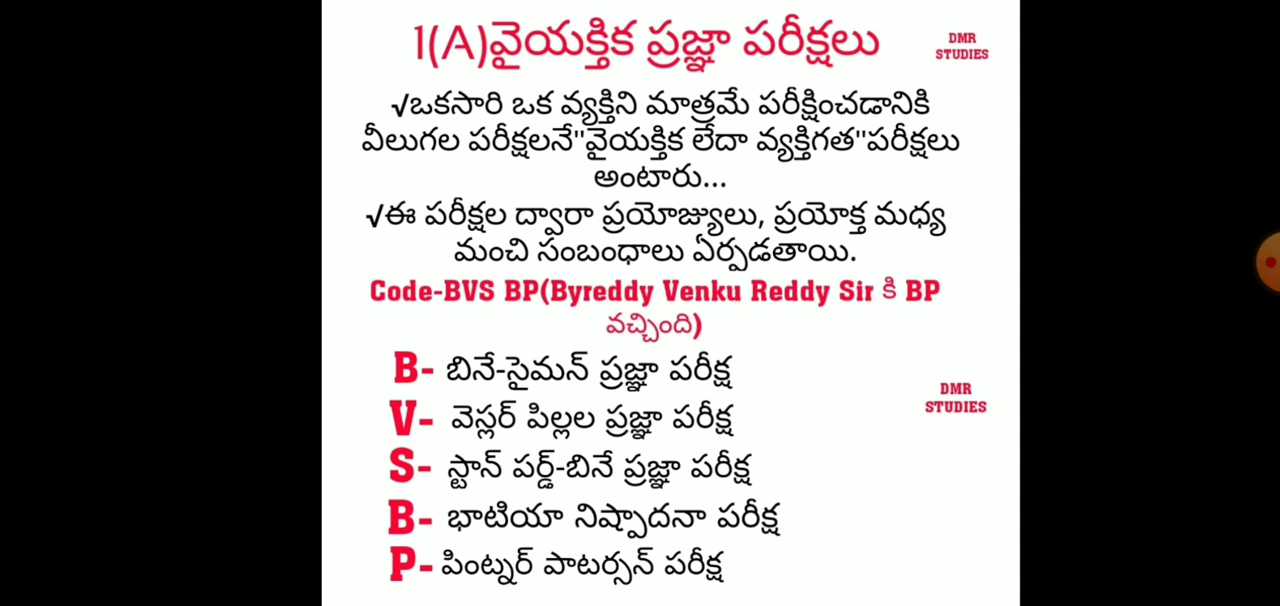 1(A)వైయక్తిక ప్రజ్ఞా పరీక్షలు
DMR
STUDIES
√ఒకసారి ఒక వ్యక్తిని మాత్రమే పరీక్షించడానికి
వీలుగల పరీక్షలనే"వైయక్తిక లేదా వ్యక్తిగత"పరీక్షలు
అంటారు...
√ఈ పరీక్షల ద్వారా ప్రయోజ్యులు, ప్రయోక్త మధ్య
మంచి సంబంధాలు ఏర్పడతాయి.
Code-BVS BP(Byreddy Venku Reddy Sir కి BP
వచ్చింది)
B- బినే-సైమన్ ప్రజ్ఞా పరీక్ష
V- వెస్లర్ పిల్లల ప్రజ్ఞా పరీక్ష
DMR
STUDIES
S- స్టాన్ పర్డ్-బినే ప్రజ్ఞా పరీక్ష
B- భాటియా నిష్పాదనా పరీక్ష
P- పింట్నర్ పాటర్సన్ పరీక్ష